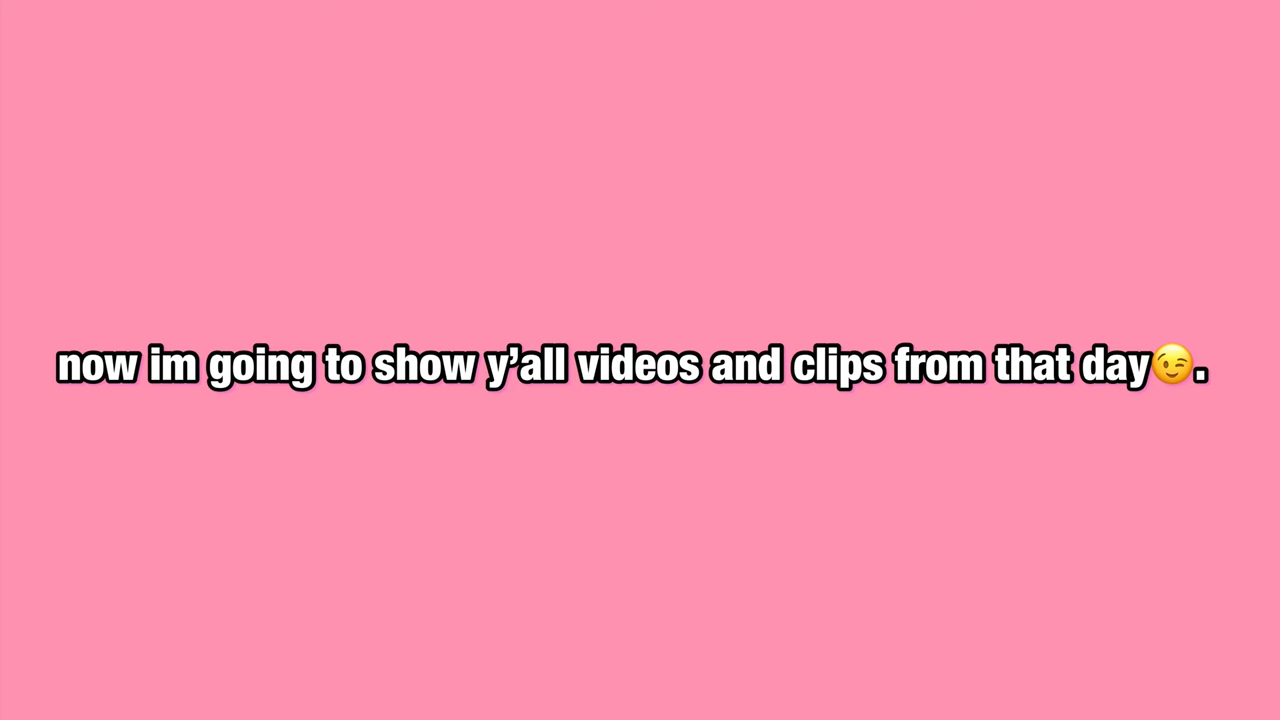 now im going to show y’all videos and clips from that day😉.